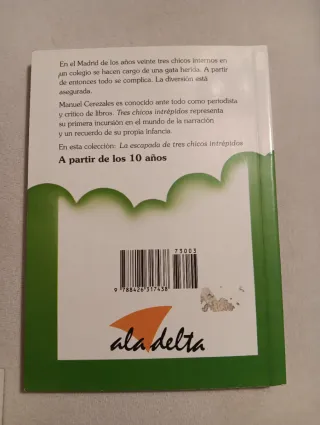 En el Madrid de los años veinte tres chicos internos en
un colegio se hacen cargo de una gata herida. A partir
de entonces todo se complica. La diversión está
asegurada.
Manuel Cerezales es conocido ante todo como periodista
y crítico de libros. Tres chicos intrépidos representa
su primera incursión en el mundo de la narración
y un recuerdo de su propia infancia.
En esta colección: La escapada de tres chicos intrépidos
A partir de los 10 años
73003
9 788426 317438
ala delta